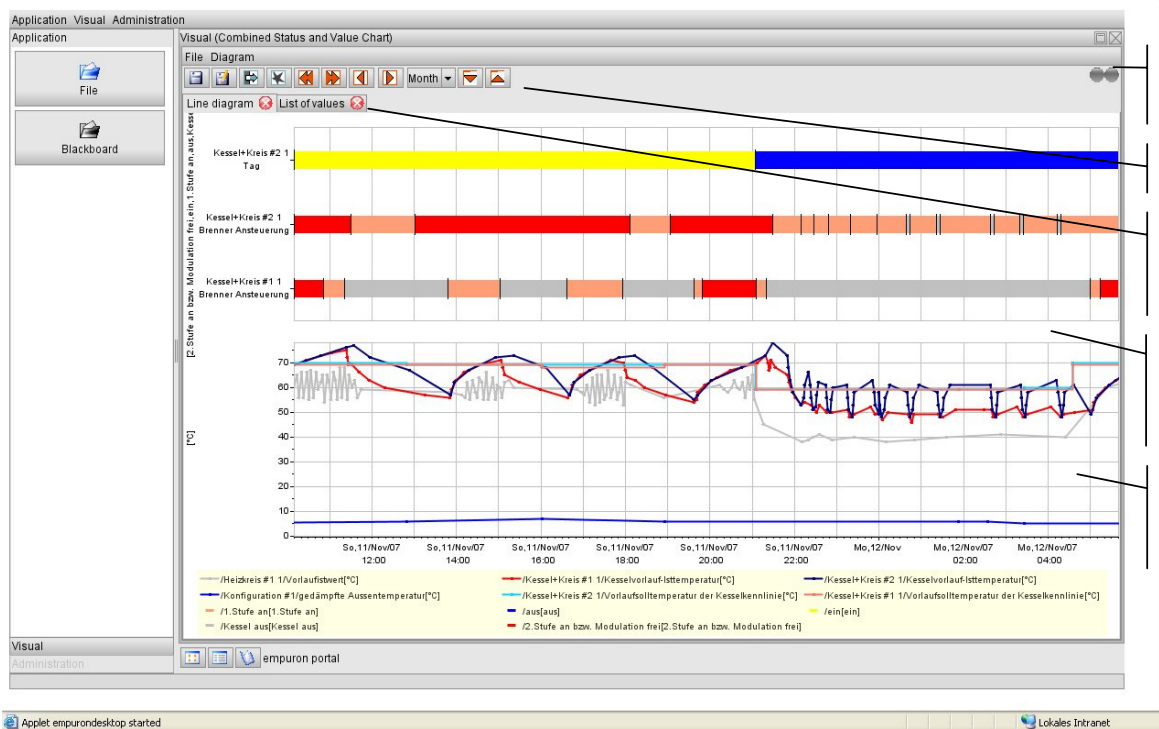 Application Visual Administration
Application
File
Blackboard
Visual
Administration
Visual (Combined Status and Value Chart)
File Diagram
Month
Line diagram
List of values
[2.Stufe an bzw. Modulation frei,ein,1.Stufe an,aus,Kesse
Kessel+Kreis #2 1
Tag
Kessel+Kreis #2 1
Brenner Ansteuerung
Kessel+Kreis #1 1
Brenner Ansteuerung
[°C]
70
60
50
40
30
20
10
0
So,11/Nov/07
12:00
So,11/Nov/07
14:00
So,11/Nov/07
16:00
So,11/Nov/07
18:00
So,11/Nov/07
20:00
So,11/Nov/07
22:00
Mo,12/Nov
Mo,12/Nov/07
02:00
Mo,12/Nov/07
04:00
/Heizkreis #1 1/Vorlaufistwert[°C]
/Kessel+Kreis #1 1/Kesselvorlauf-Isttemperatur[°C]
/Kessel+Kreis #2 1/Kesselvorlauf-Isttemperatur[°C]
/Konfiguration #1/gedämpfte Aussentemperatur[°C]
/Kessel+Kreis #2 1/Vorlaufsolltemperatur der Kesselkennlinie[°C]
/Kessel+Kreis #1 1/Vorlaufsolltemperatur der Kesselkennlinie[°C]
/1.Stufe an[1.Stufe an]
/aus[aus]
/ein[ein]
/Kessel aus[Kessel aus]
/2.Stufe an bzw. Modulation frei[2.Stufe an bzw. Modulation frei]
empuron portal
Applet empurondesktop started
Lokales Intranet